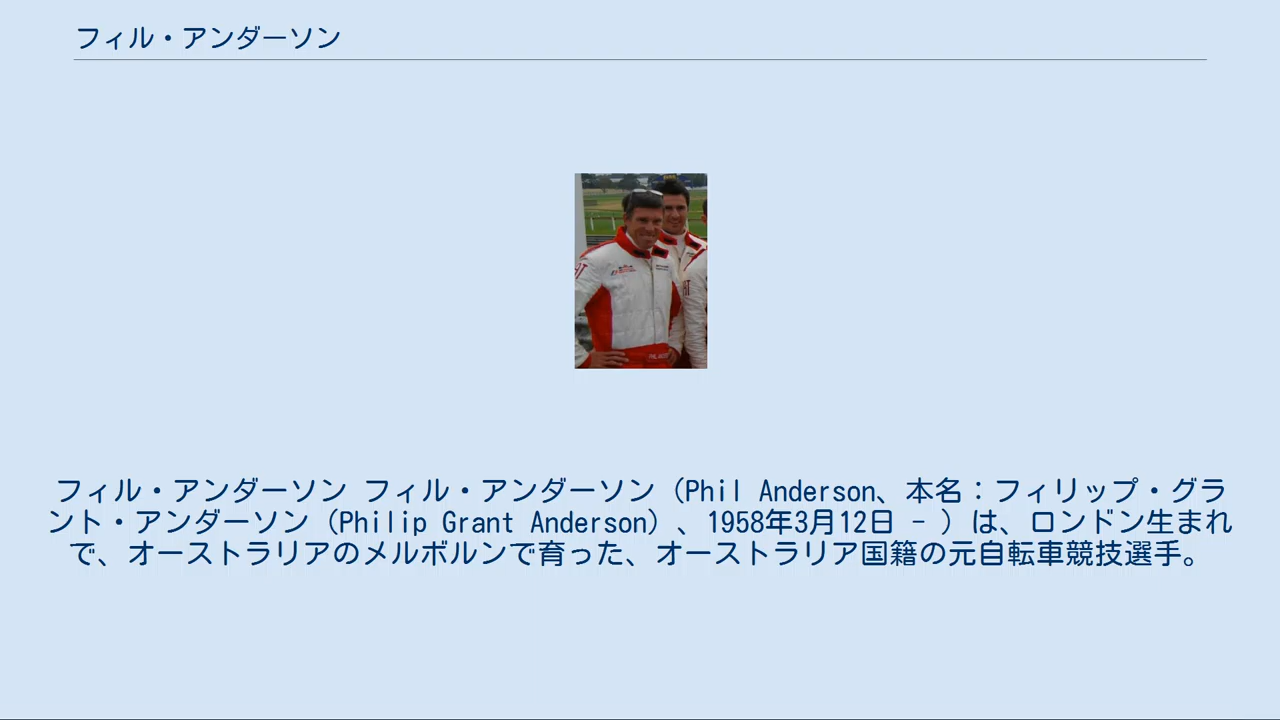 フィル・アンダーソン
フィル・アンダーソン フィル・アンダーソン（Phil Anderson、本名：フィリップ・グラ
ント・アンダーソン（Philip Grant Anderson）、1958年3月12日 - ）は、ロンドン生まれ
で、オーストラリアのメルボルンで育った、オーストラリア国籍の元自転車競技選手。